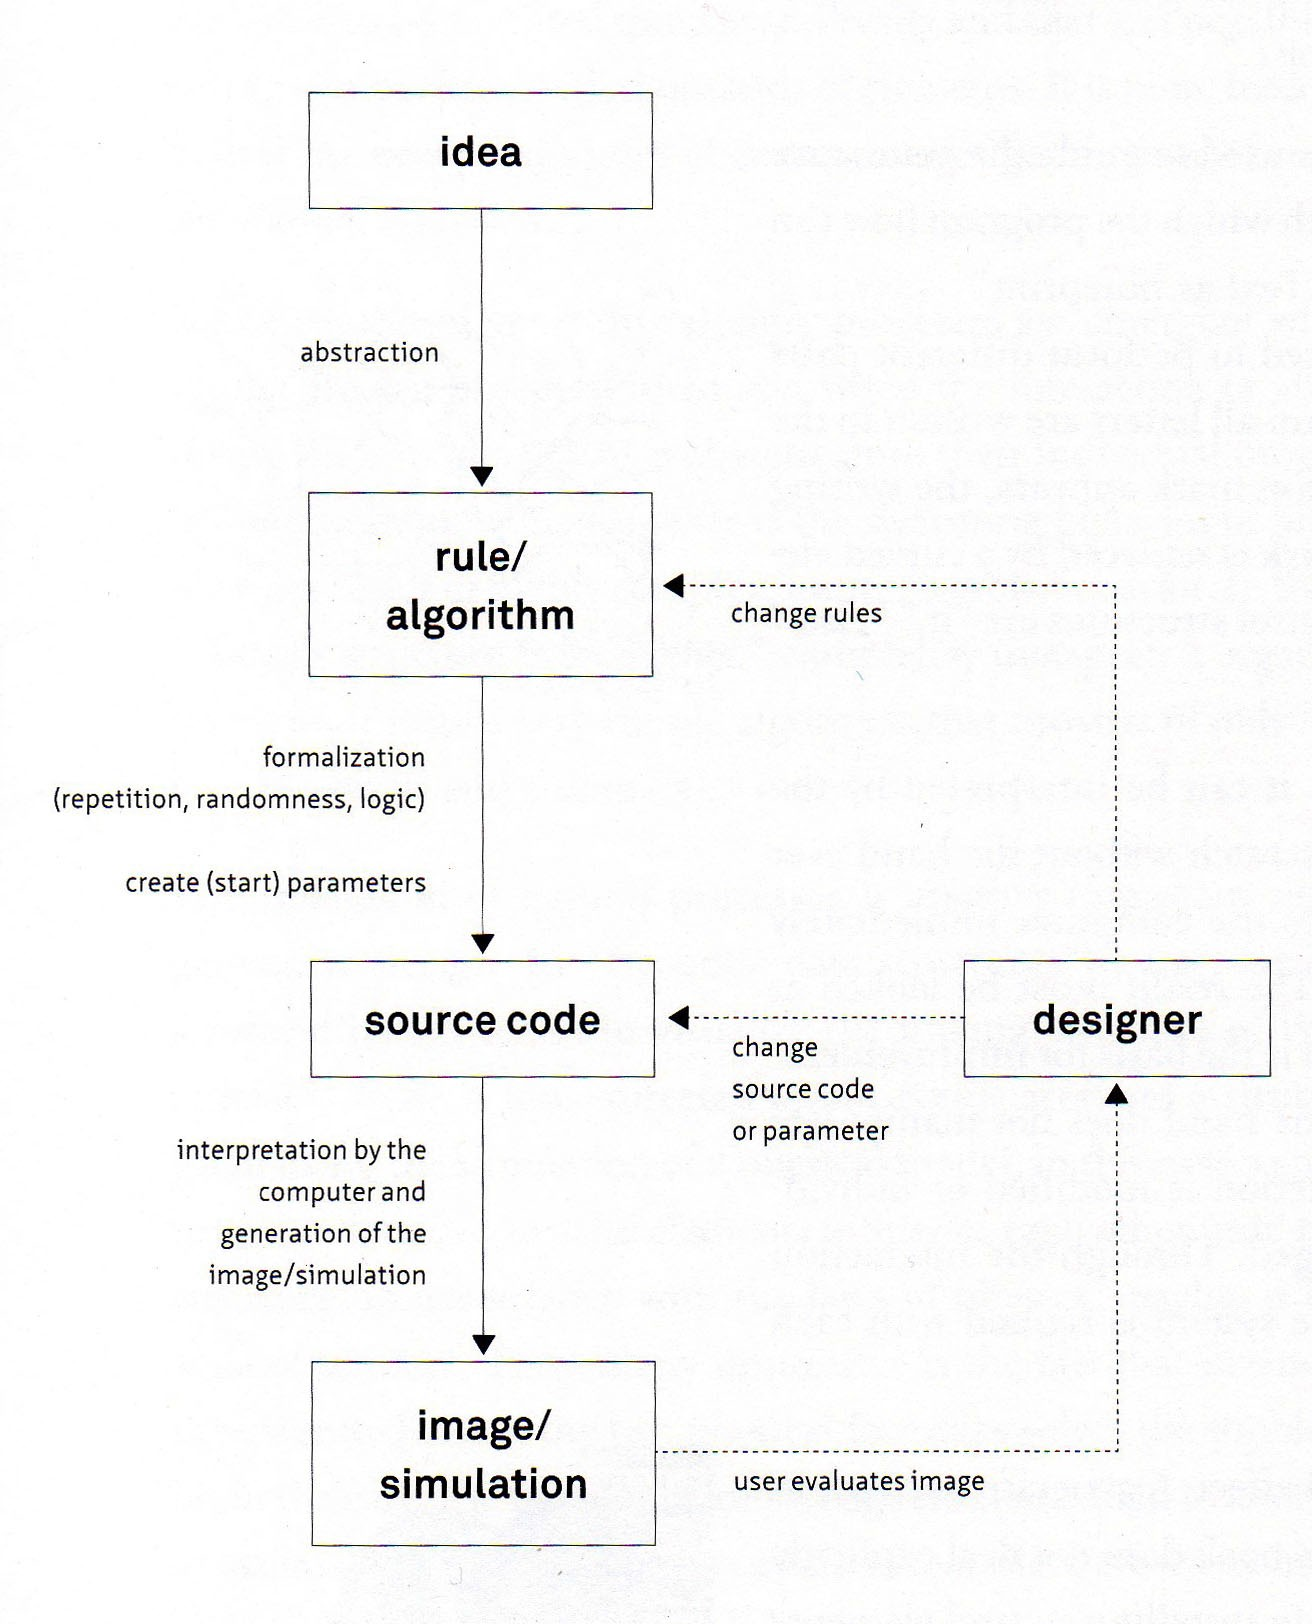 idea
abstraction
rule/
algorithm
change rules
formalization
(repetition, randomness, logic)
create (start) parameters
source code
designer
change
source code
or parameter
interpretation by the
computer and
generation of the
image/simulation
image/
simulation
user evaluates image